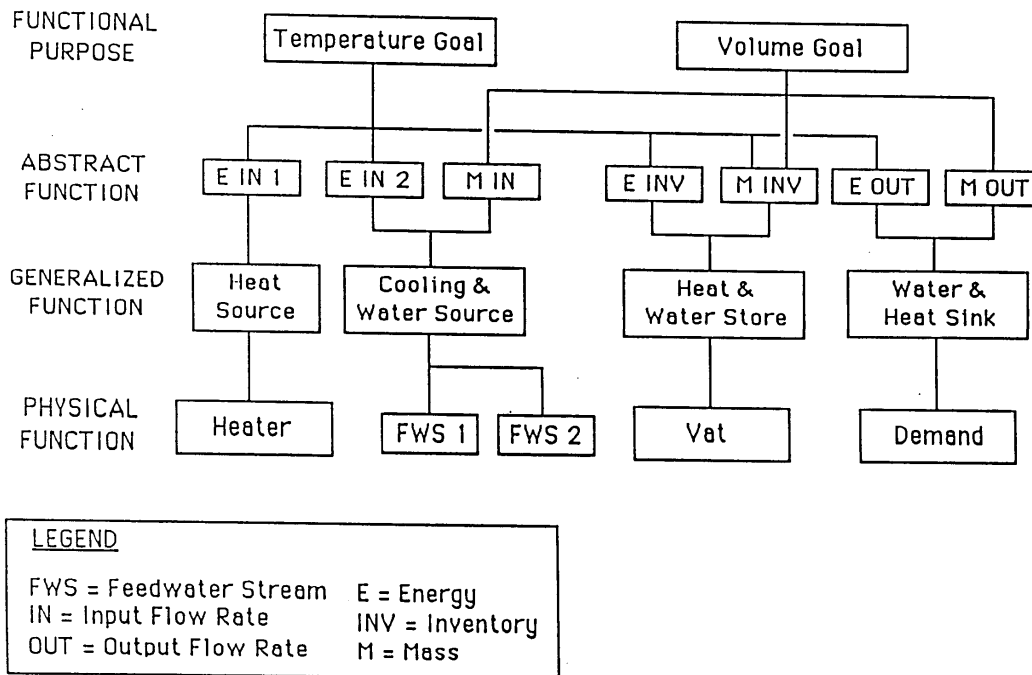 FUNCTIONAL
PURPOSE
Temperature Goal
Volume Goal
ABSTRACT
FUNCTION
E IN 1
E IN 2
M IN
E INV
M INV
E OUT
M OUT
GENERALIZED
FUNCTION
Heat
Source
Cooling &
Water Source
Heat &
Water Store
Water &
Heat Sink
PHYSICAL
FUNCTION
Heater
FWS 1
FWS 2
Vat
Demand
LEGEND
FWS = Feedwater Stream
IN = Input Flow Rate
OUT = Output Flow Rate
E = Energy
INV = Inventory
M = Mass